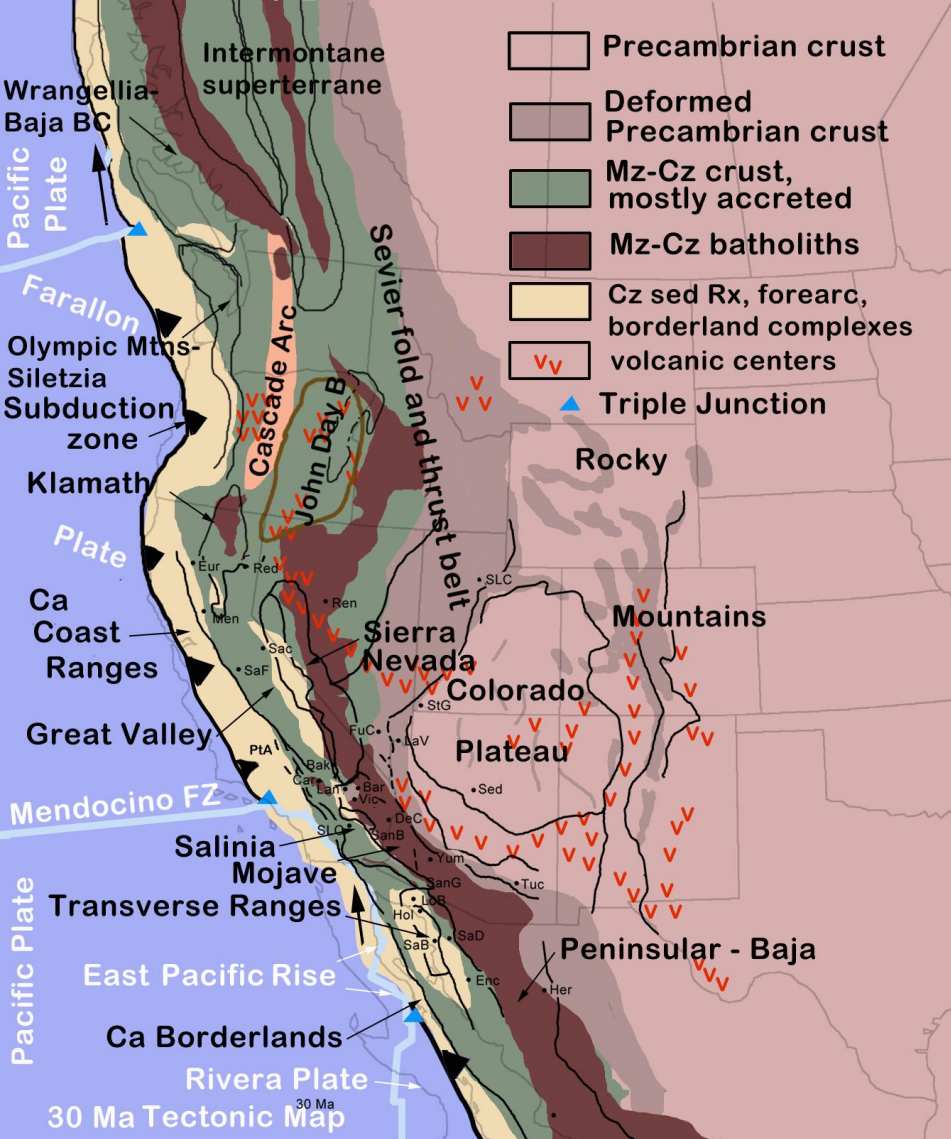 Intermontane
superterrane
Precambrian crust
Deformed
Precambrian crust
Mz-Cz crust,
mostly accreted
Mz-Cz batholiths
Cz sed Rx, forearc,
borderland complexes
volcanic centers
Triple Junction
Wrangellia-
Baja BC
Pacific
Plate
Farallon
Olympic Mtns-
Siletzia
Subduction
zone
Cascade Arc
John Day B
Sevier fold and thrust belt
Rocky
Klamath
Plate
Eur
Red
SLC
Ca
Coast
Ranges
Men
Ren
Mountains
Sac
Sierra
Nevada
SaF
Colorado
StG
Great Valley
PtA
FuC
LaV
Plateau
Bak
Car
Lan
Bar
Vic
Sed
Mendocino FZ
SLO
DeC
SanB
Salinia
Mojave
Yum
Tuc
SanG
Transverse Ranges
LoB
Hol
SaB
SaD
Pacific Plate
East Pacific Rise
Enc
Peninsular - Baja
Her
Ca Borderlands
Rivera Plate
30 Ma
30 Ma Tectonic Map